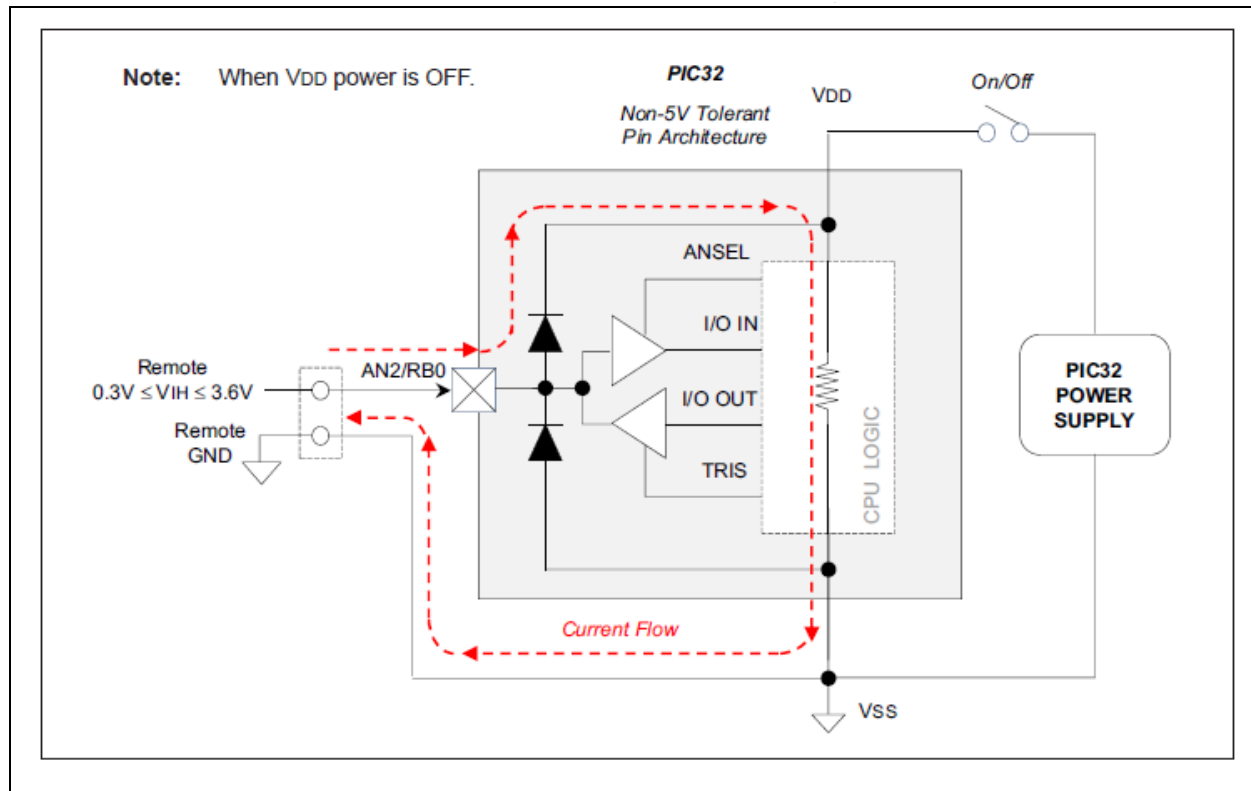 Note: When VDD power is OFF.
PIC32
Non-5V Tolerant
Pin Architecture
VDD
On/Off
ANSEL
I/O IN
Remote
0.3V ≤ VIH ≤ 3.6V
AN2/RB0
I/O OUT
Remote
GND
TRIS
CPU LOGIC
PIC32
POWER
SUPPLY
Current Flow
VSS